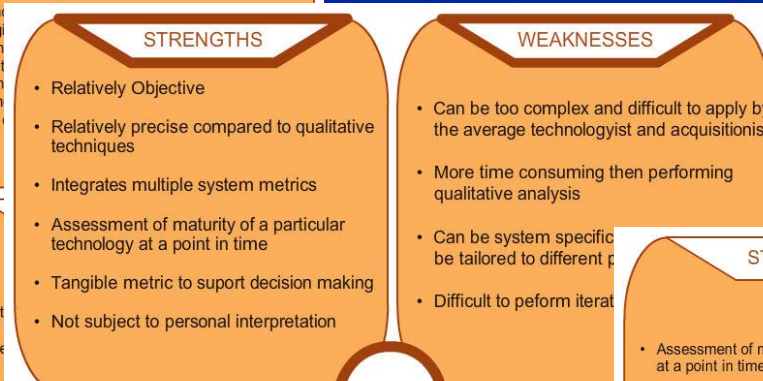 STRENGTHS
• Relatively Objective
• Relatively precise compared to qualitative
techniques
• Integrates multiple system metrics
• Assessment of maturity of a particular
technology at a point in time
• Tangible metric to suport decision making
• Not subject to personal interpretation
WEAKNESSES
• Can be too complex and difficult to apply by
the average technologyist and
• More time consuming then performing
qualitative analysis
• Can be system specific
be tailored to different
• Difficult to peform
• Assessment of
at a point in time